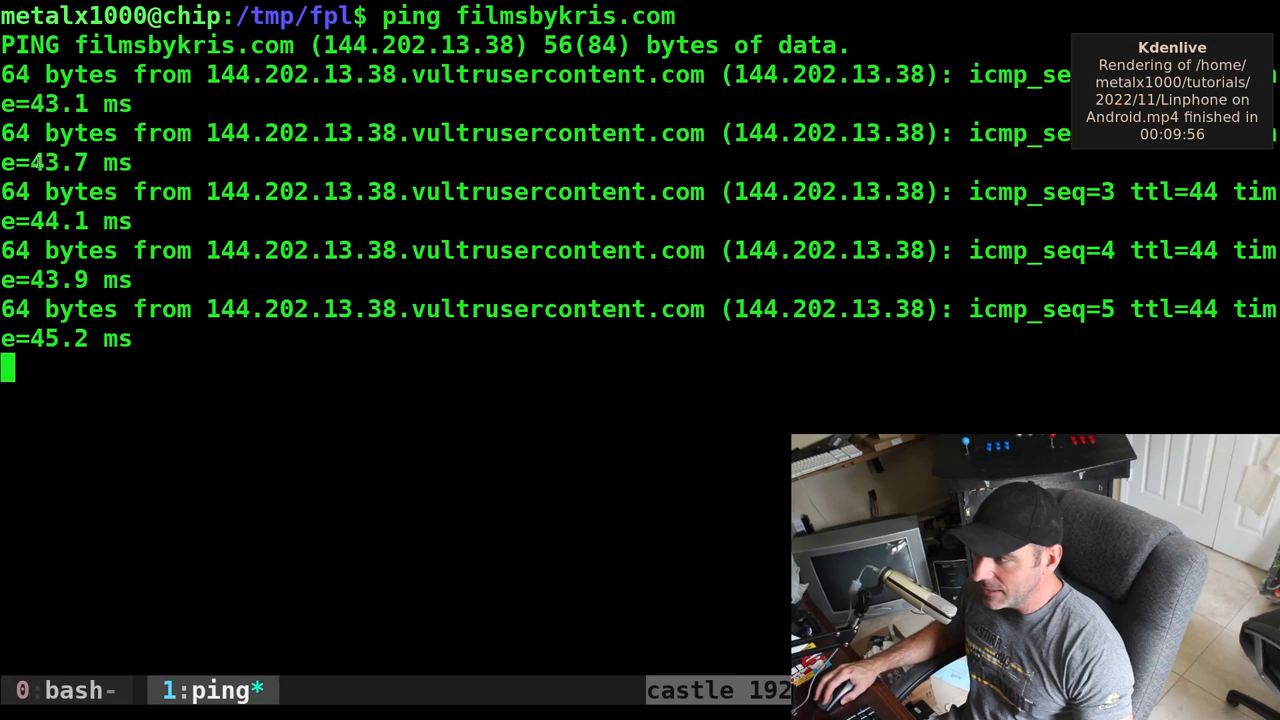 metalx1000@chip:/tmp/fpl$ ping filmsbykris.com
PING filmsbykris.com (144.202.13.38) 56(84) bytes of data.
64 bytes from 144.202.13.38.vultrusercontent.com (144.202.13.38): icmp_se
e=43.1 ms
64 bytes from 144.202.13.38.vultrusercontent.com (144.202.13.38): icmp_se
e=43.7 ms
64 bytes from 144.202.13.38.vultrusercontent.com (144.202.13.38): icmp_seq=3 ttl=44 tim
e=44.1 ms
64 bytes from 144.202.13.38.vultrusercontent.com (144.202.13.38): icmp_seq=4 ttl=44 tim
e=43.9 ms
64 bytes from 144.202.13.38.vultrusercontent.com (144.202.13.38): icmp_seq=5 ttl=44 tim
e=45.2 ms
Kdenlive
Rendering of /home/
metalx1000/tutorials/
2022/11/Linphone on
Android.mp4 finished in
00:09:56
0:bash- 1:ping* castle 192